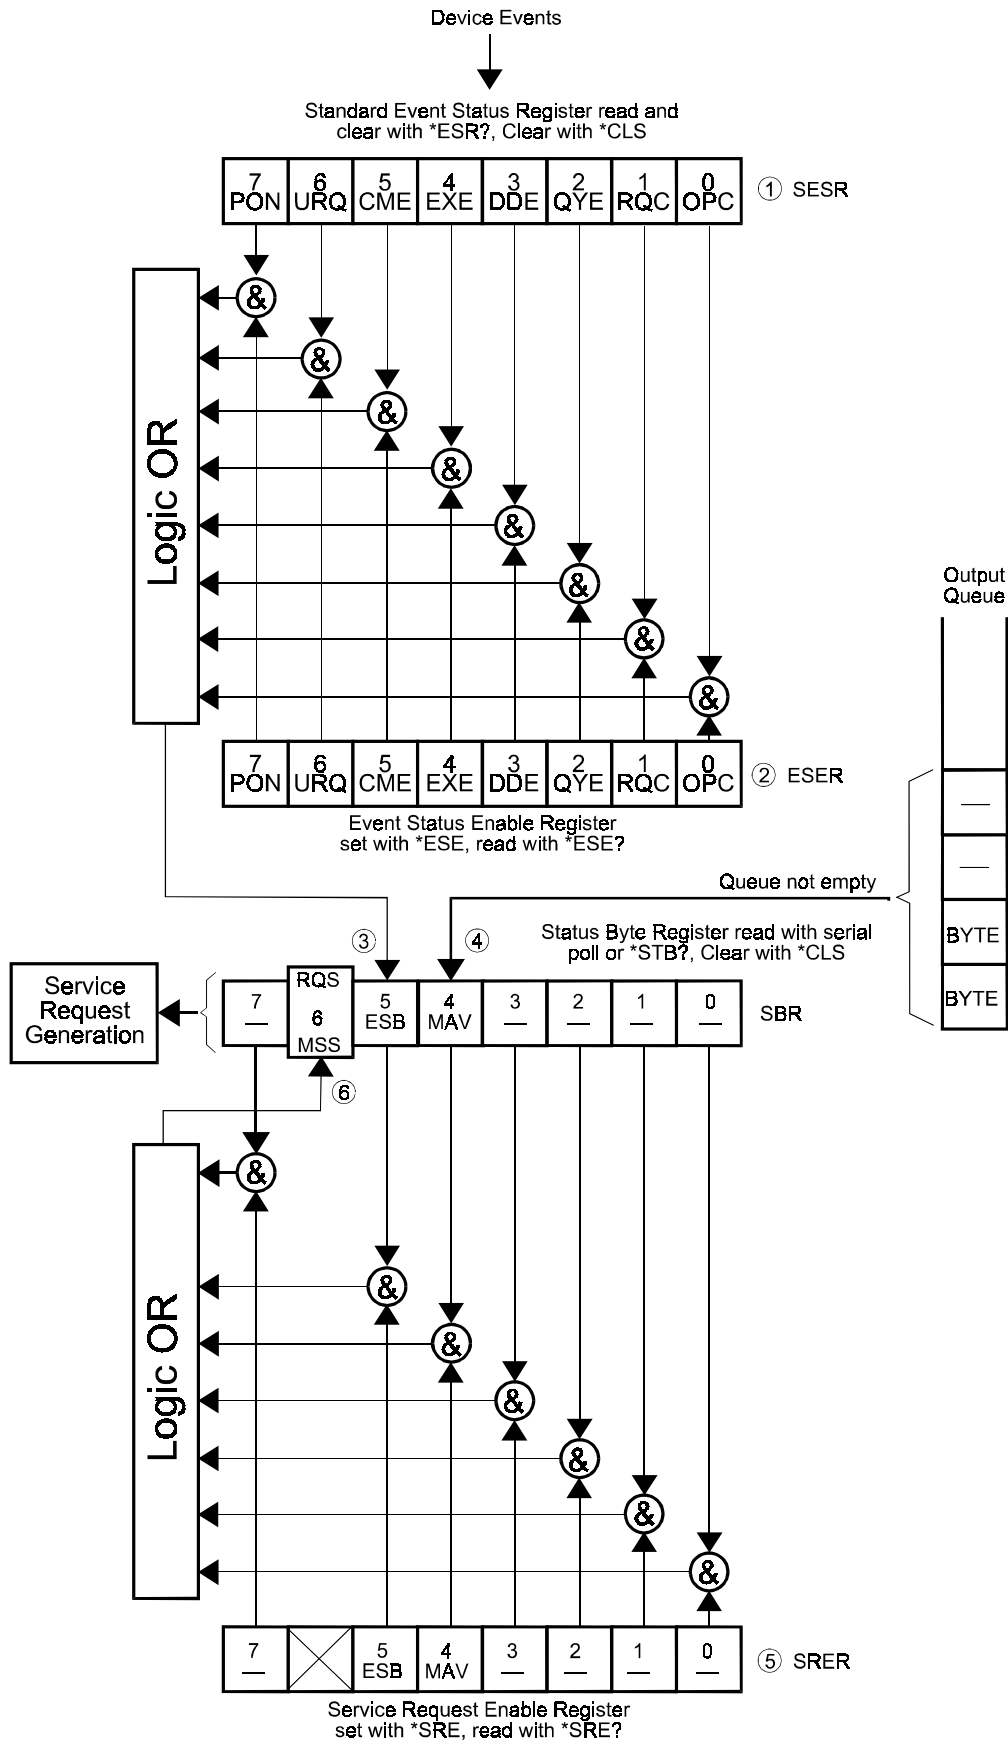 Device Events
Standard Event Status Register read and
clear with *ESR?, Clear with *CLS
7 6 5 4 3 2 1 0
PON URQ CME EXE DDE QYE RQC OPC
① SESR
&
&
&
&
&
&
&
&
Logic OR
7 6 5 4 3 2 1 0
PON URQ CME EXE DDE QYE RQC OPC
② ESER
Event Status Enable Register
set with *ESE, read with *ESE?
Output
Queue
—
—
BYTE
BYTE
Queue not empty
③
④
Status Byte Register read with serial
poll or *STB?, Clear with *CLS
Service
Request
Generation
7
—
RQS
6
MSS
5
ESB
4
MAV
3
—
2
—
1
—
0
—
SBR
⑥
&
&
&
&
&
&
&
Logic OR
7
—
5
ESB
4
MAV
3
—
2
—
1
—
0
—
⑤ SRER
Service Request Enable Register
set with *SRE, read with *SRE?